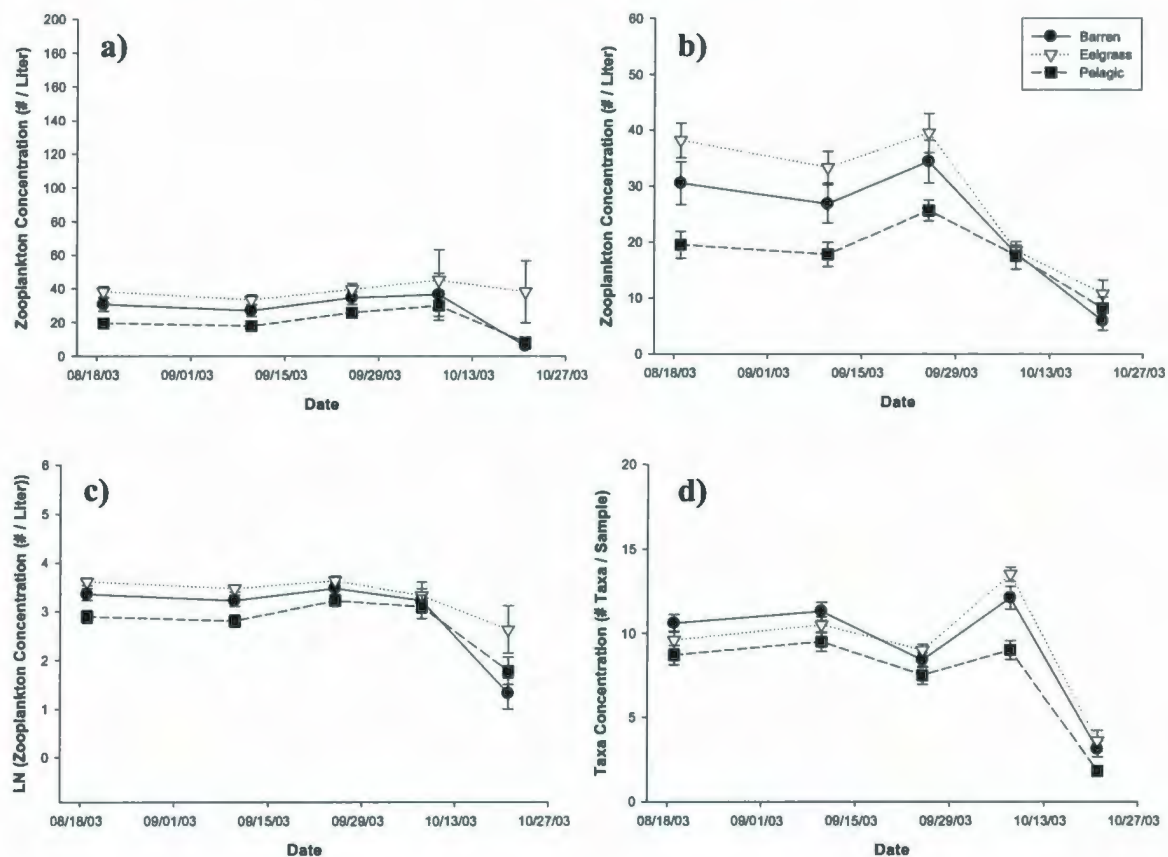 a)
Zooplankton Concentration (# / Liter)
200
180
160
140
120
100
80
60
40
20
0
08/18/03 09/01/03 09/15/03 09/29/03 10/13/03 10/27/03
Date
b)
Barren
Eelgrass
Pelagic
Zooplankton Concentration (# / Liter)
60
50
40
30
20
10
0
08/18/03 09/01/03 09/15/03 09/29/03 10/13/03 10/27/03
Date
c)
LN (Zooplankton Concentration (# / Liter))
6
5
4
3
2
1
0
08/18/03 09/01/03 09/15/03 09/29/03 10/13/03 10/27/03
Date
d)
Taxa Concentration (# Taxa / Sample)
20
15
10
5
0
08/18/03 09/01/03 09/15/03 09/29/03 10/13/03 10/27/03
Date